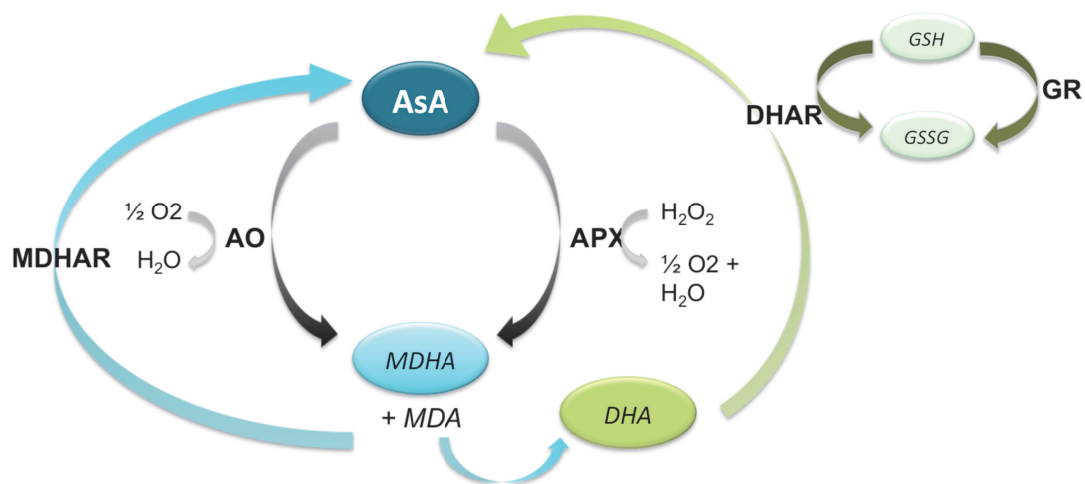 GSH
AsA
DHAR
GR
GSSG
½ O2
H₂O
MDHAR
AO
APX
H₂O₂
½ O2 +
H₂O
MDHA
+ MDA
DHA